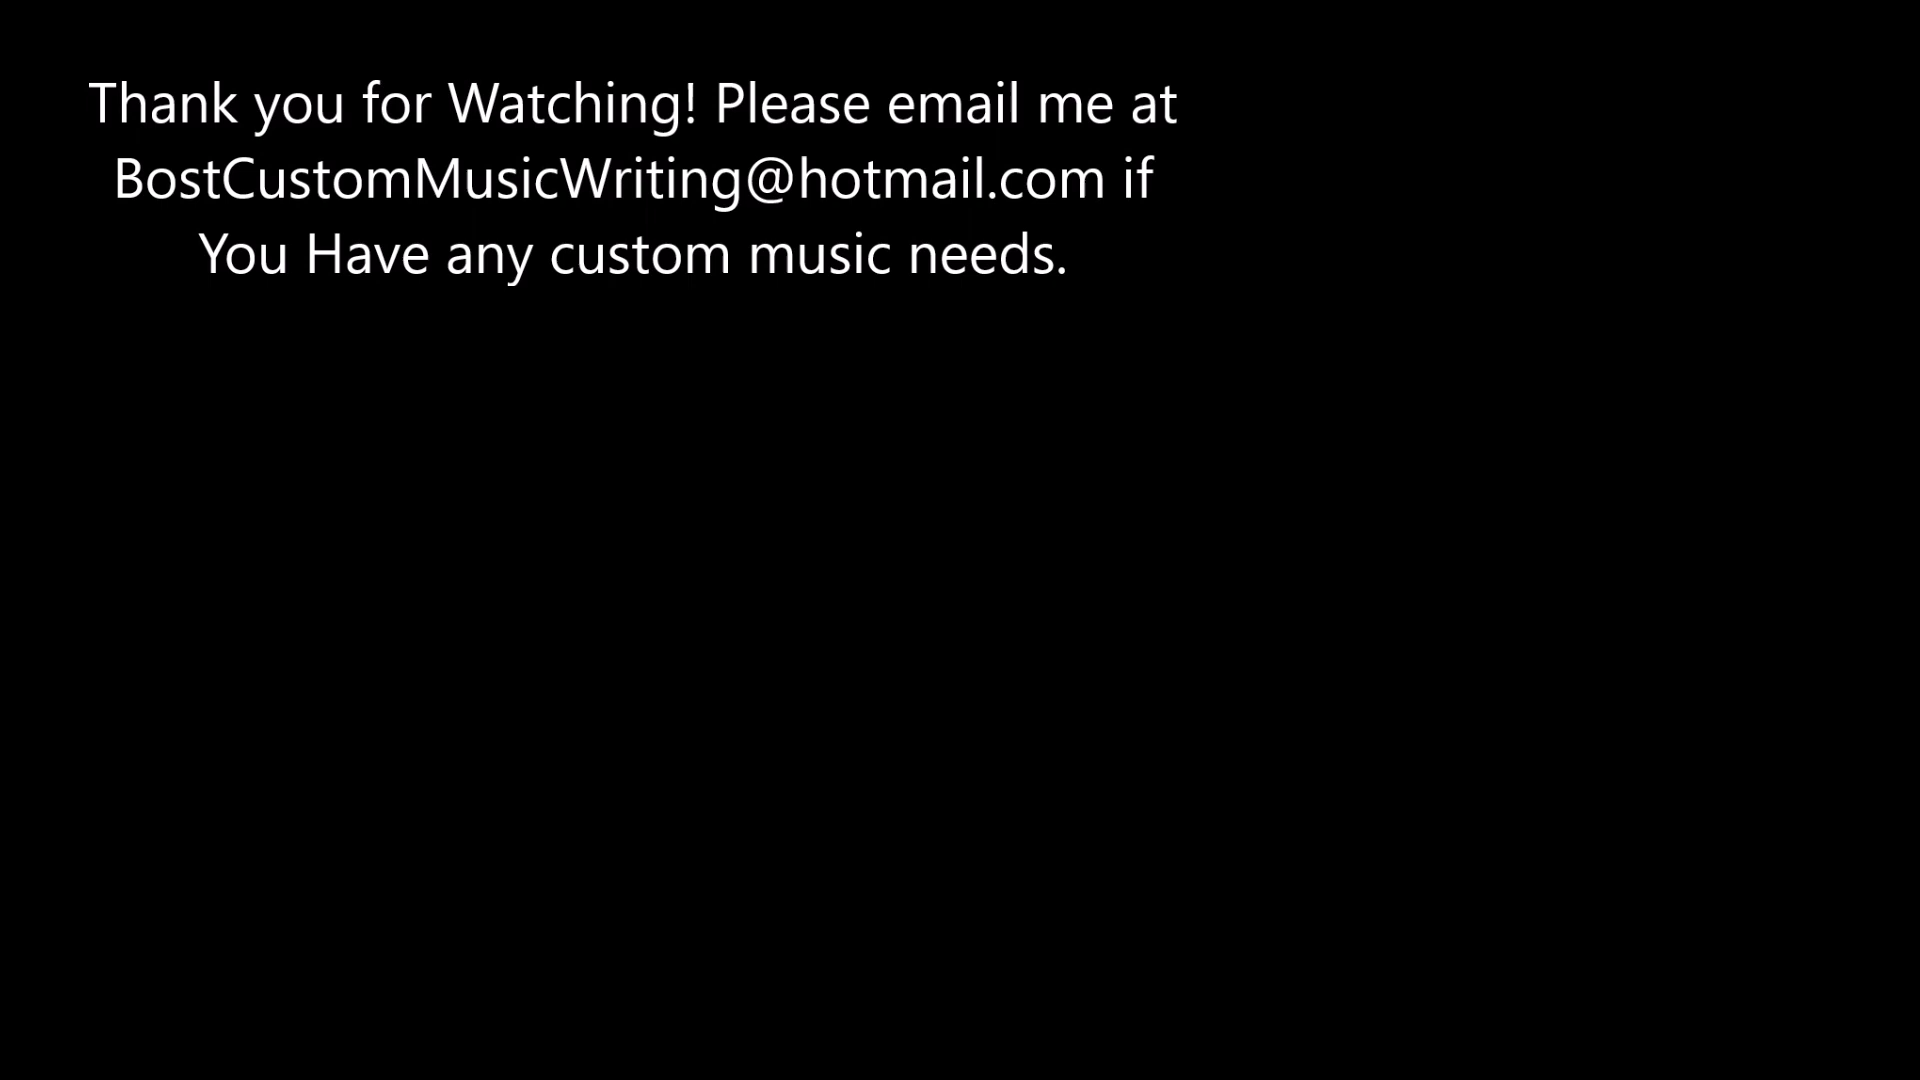 Thank you for Watching! Please email me at
BostCustomMusicWriting@hotmail.com if
You Have any custom music needs.